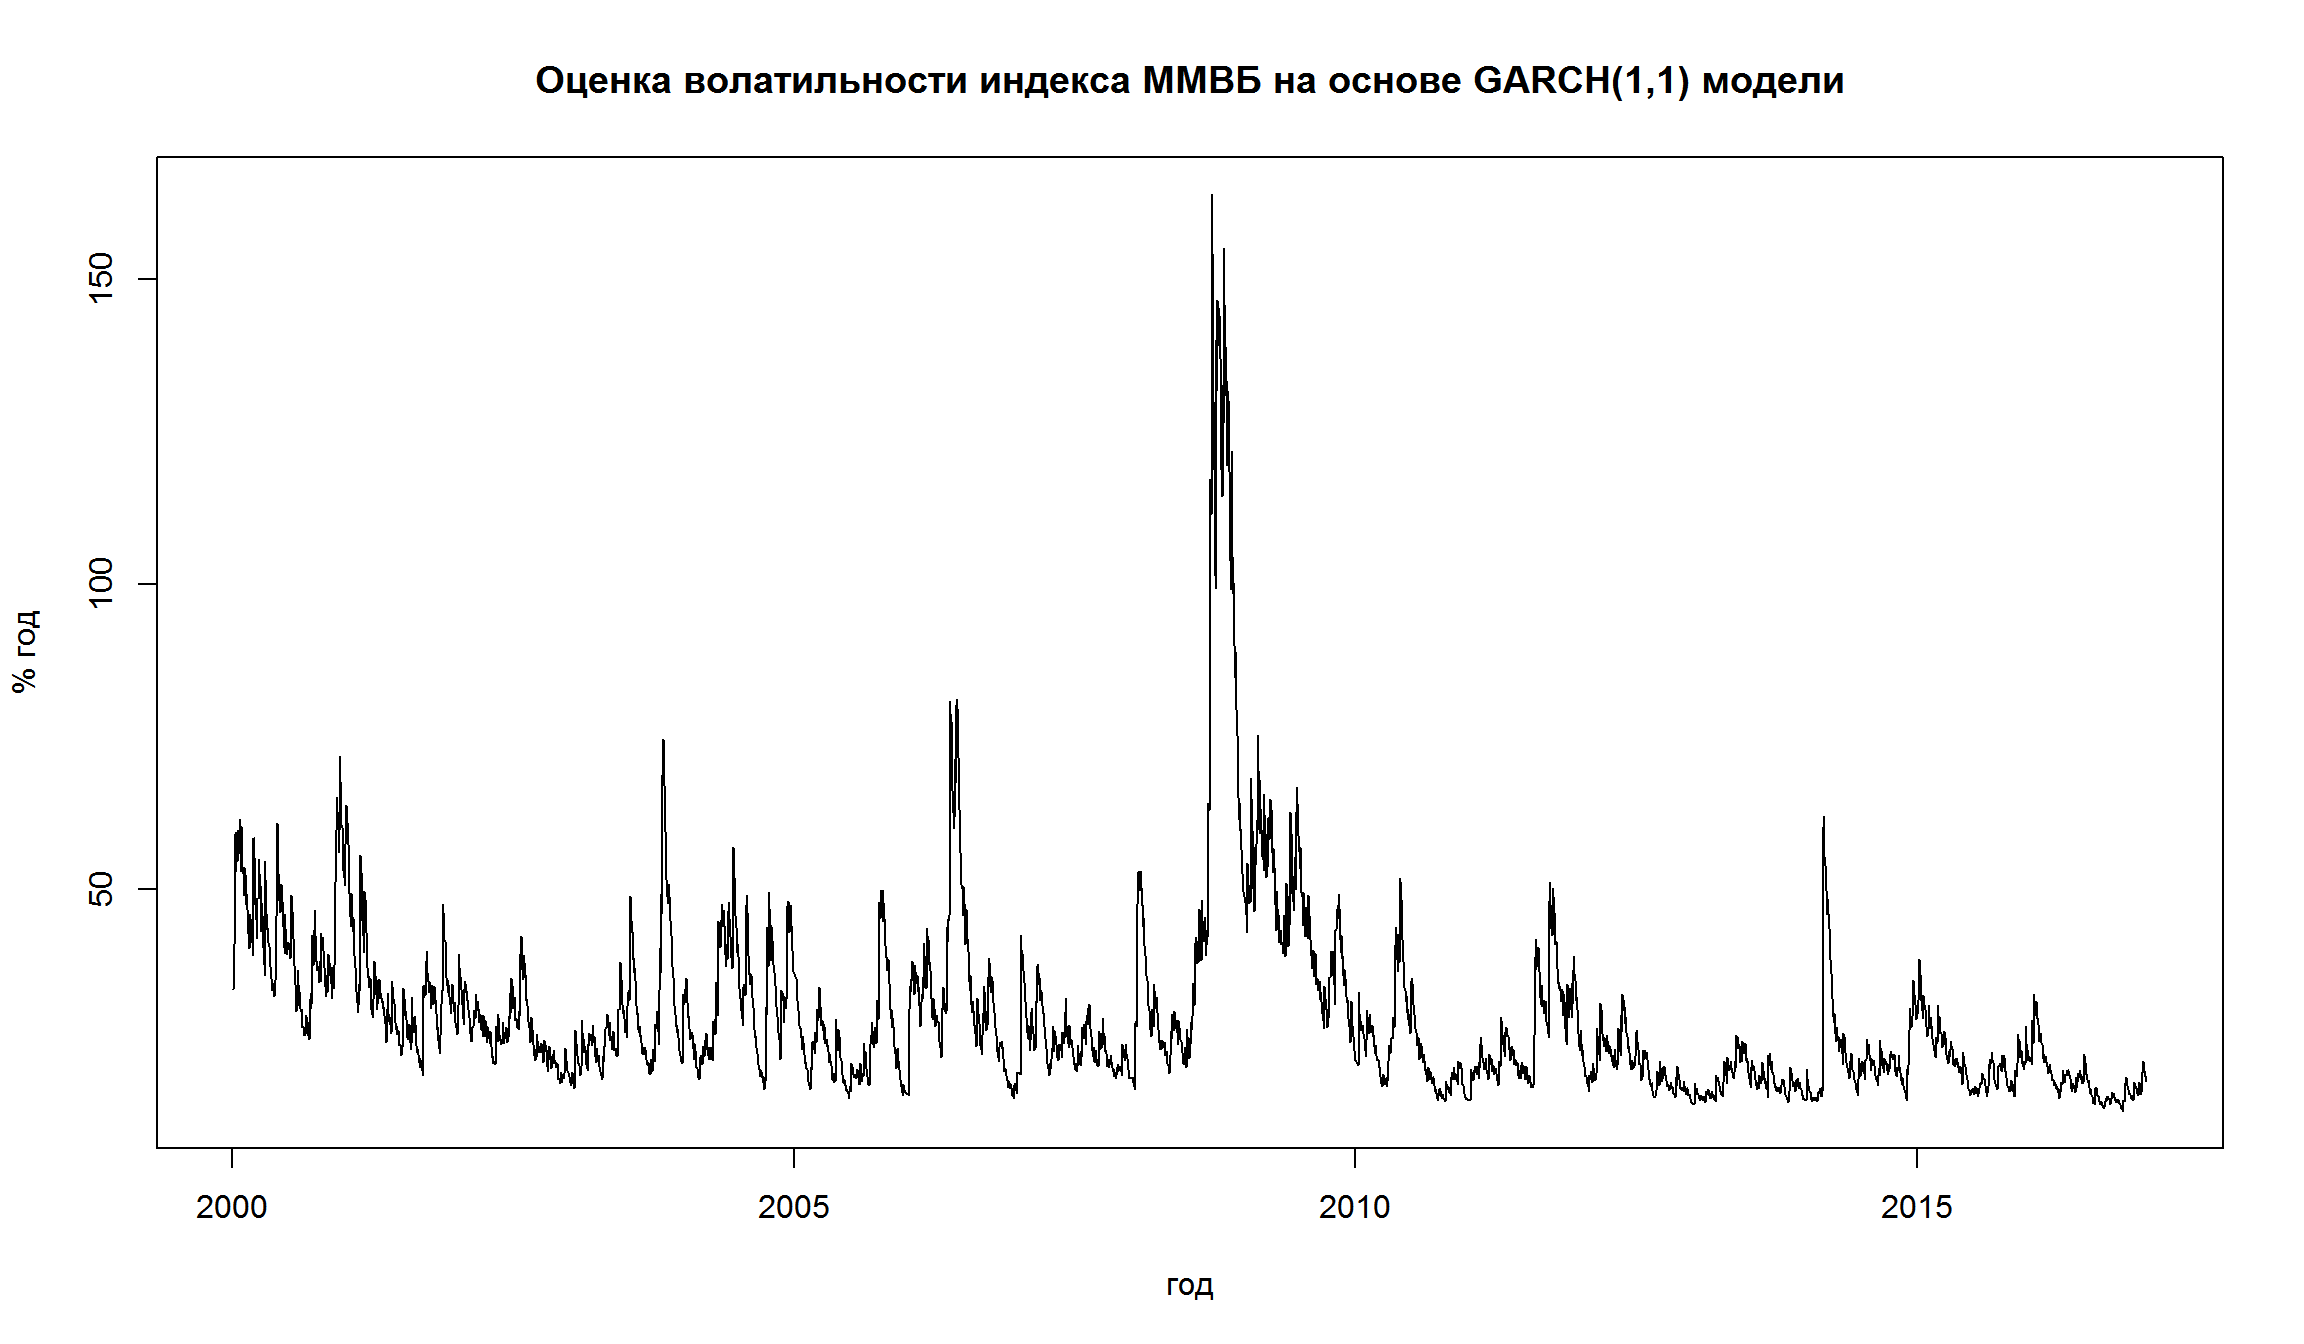 Оценка волатильности индекса ММВБ на основе GARCH(1,1) модели
% год
150
100
50
2000 2005 2010 2015
год